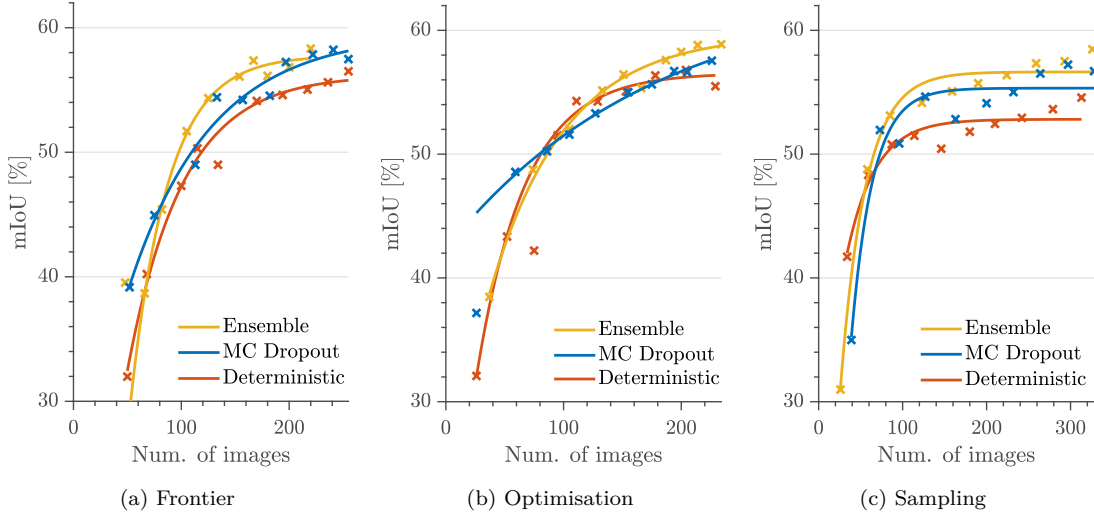 60
50
40
30
0
100
200
mIoU [%]
Num. of images
Ensemble
MC Dropout
Deterministic
(a) Frontier
60
50
40
30
0
100
200
mIoU [%]
Num. of images
Ensemble
MC Dropout
Deterministic
(b) Optimisation
60
50
40
30
0
100
200
300
mIoU [%]
Num. of images
Ensemble
MC Dropout
Deterministic
(c) Sampling